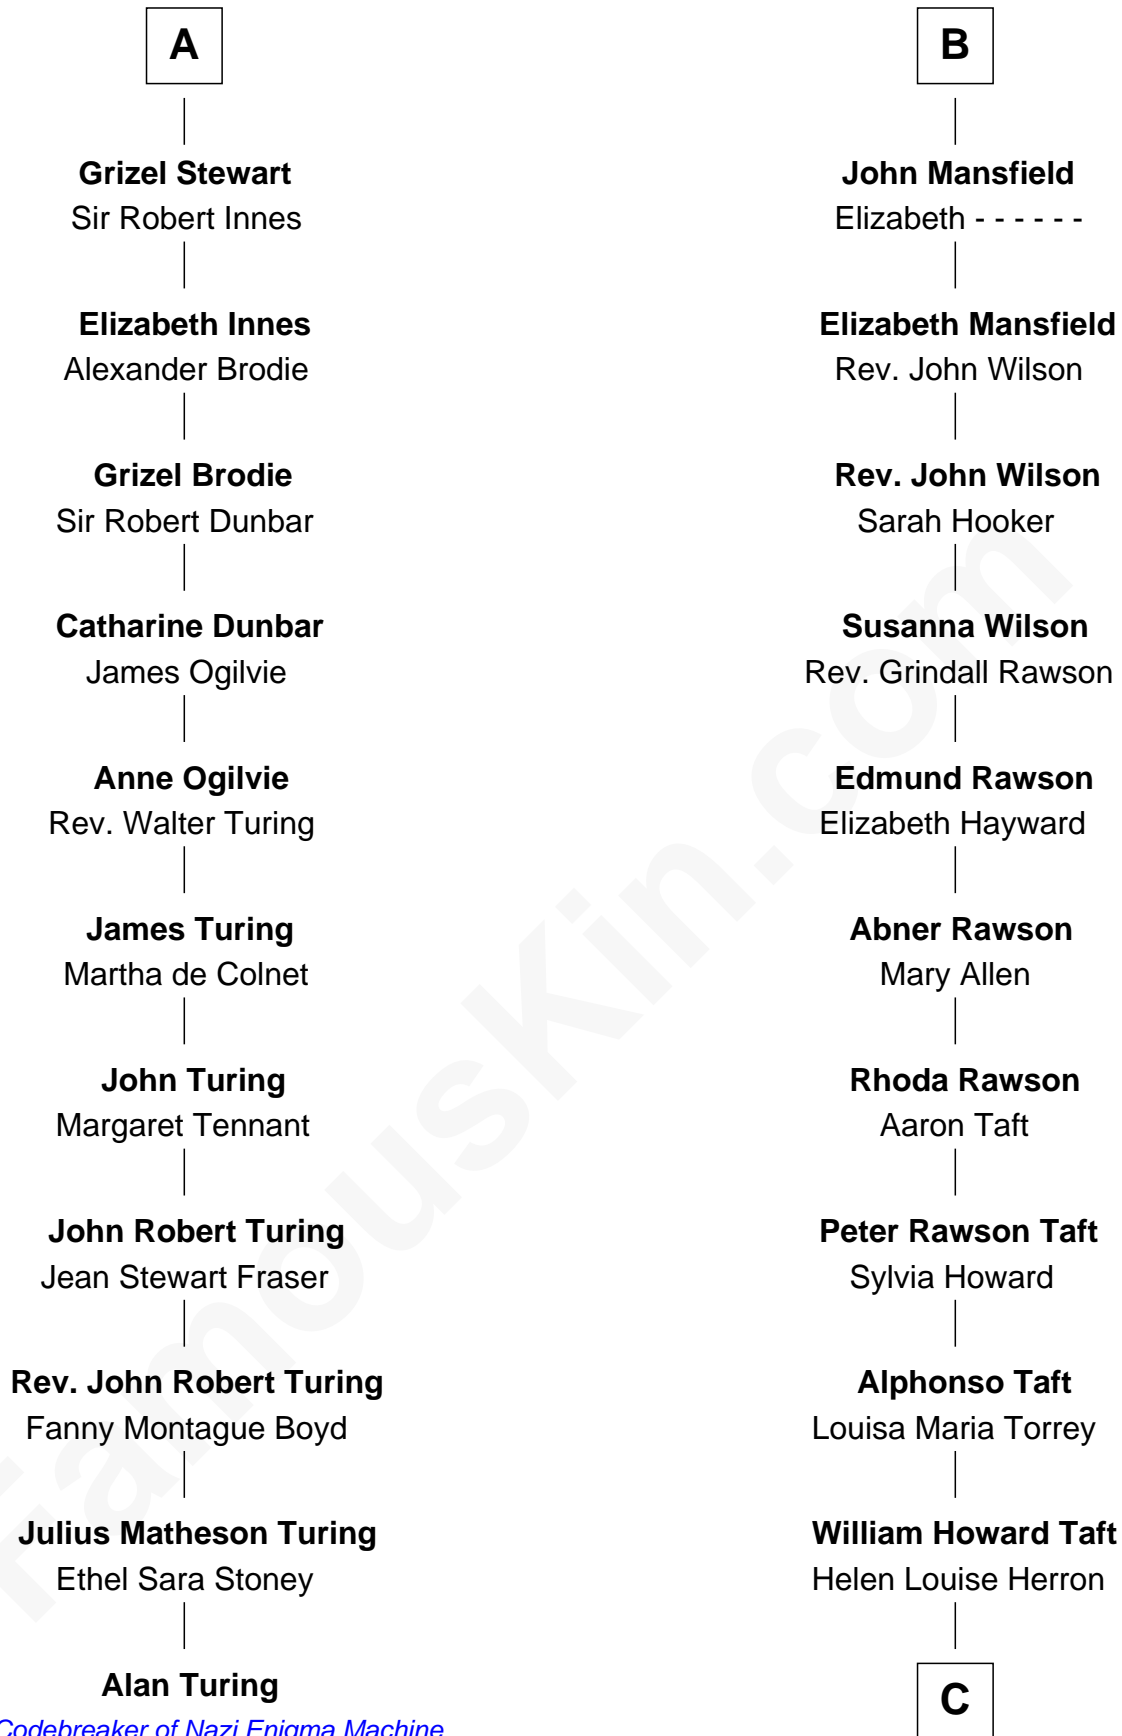 A
Grizel Stewart
Sir Robert Innes
Elizabeth Innes
Alexander Brodie
Grizel Brodie
Sir Robert Dunbar
Catharine Dunbar
James Ogilvie
Anne Ogilvie
Rev. Walter Turing
James Turing
Martha de Colnet
John Turing
Margaret Tennant
John Robert Turing
Jean Stewart Fraser
Rev. John Robert Turing
Fanny Montague Boyd
Julius Matheson Turing
Ethel Sara Stoney
Alan Turing
Codebreaker of Nazi Enigma Machine
B
John Mansfield
Elizabeth - - - - - -
Elizabeth Mansfield
Rev. John Wilson
Rev. John Wilson
Sarah Hooker
Susanna Wilson
Rev. Grindall Rawson
Edmund Rawson
Elizabeth Hayward
Abner Rawson
Mary Allen
Rhoda Rawson
Aaron Taft
Peter Rawson Taft
Sylvia Howard
Alphonso Taft
Louisa Maria Torrey
William Howard Taft
Helen Louise Herron
C
FamousKin.com